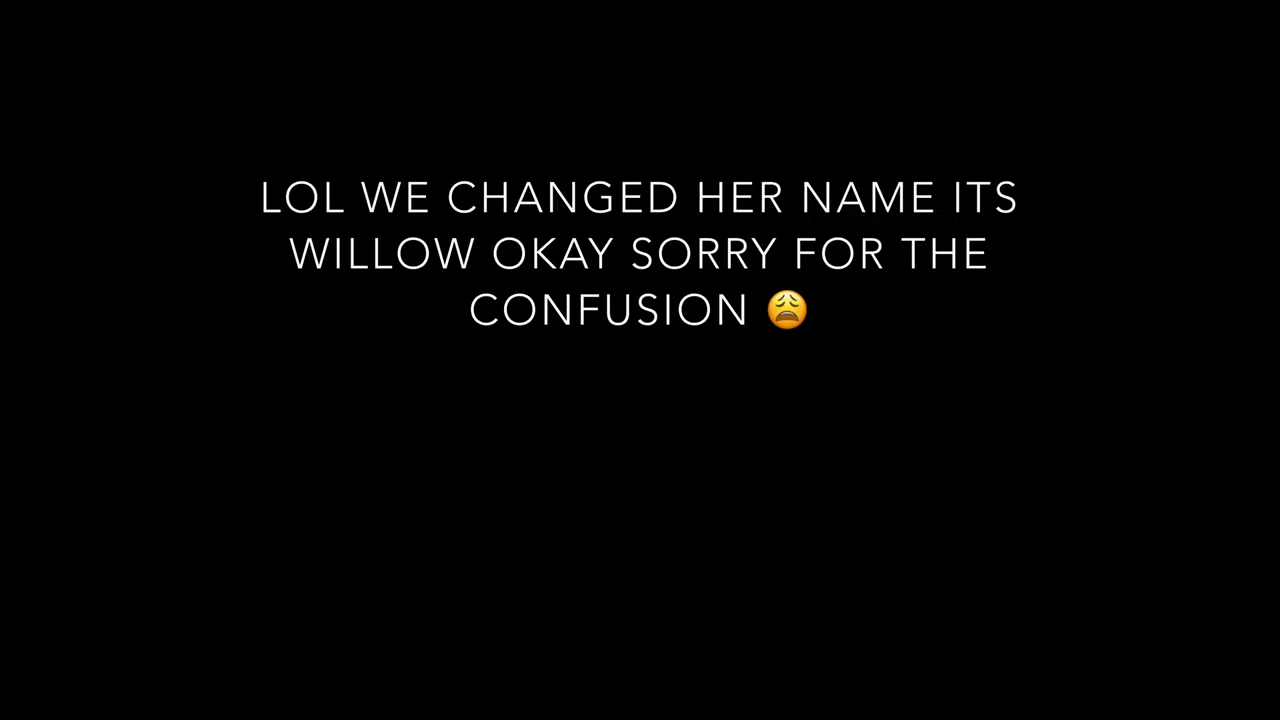 LOL WE CHANGED HER NAME ITS
WILLOW OKAY SORRY FOR THE
CONFUSION 😩